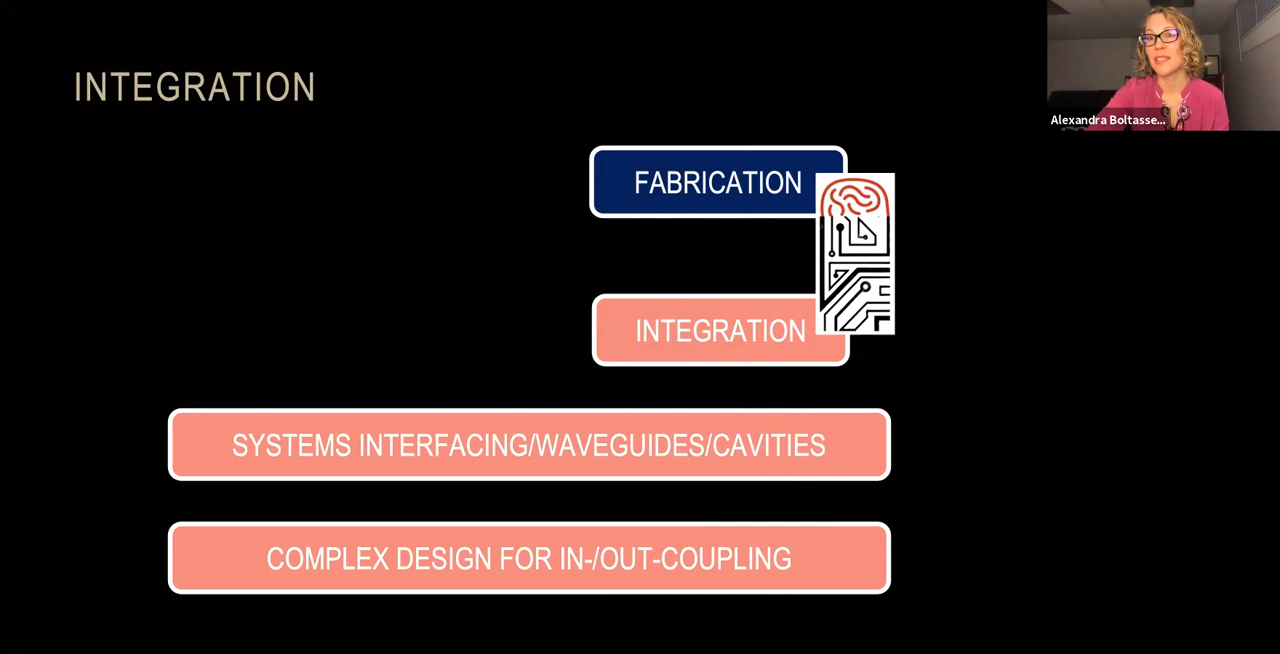 INTEGRATION
Alexandra Boltasse...
FABRICATION
INTEGRATION
SYSTEMS INTERFACING/WAVEGUIDES/CAVITIES
COMPLEX DESIGN FOR IN-/OUT-COUPLING